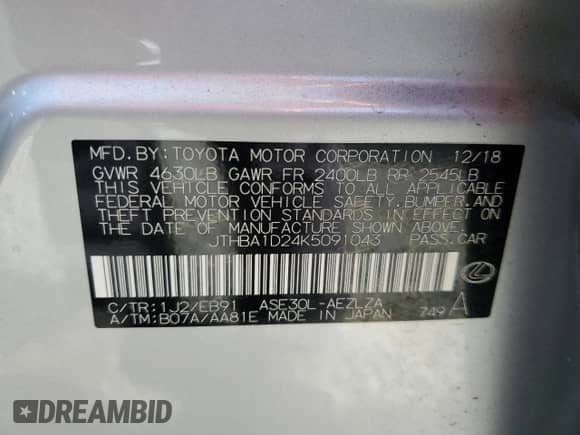 MFD. BY: TOYOTA MOTOR CORPORATION 12/18
GVWR 4630LB GAWR FR 2400LB RR 2545LB
THIS VEHICLE CONFORMS TO ALL APPLICABLE
FEDERAL MOTOR VEHICLE SAFETY, BUMPER, AND
THEFT PREVENTION STANDARDS IN EFFECT ON
THE DATE OF MANUFACTURE SHOWN ABOVE.
JTHBA1D24K5091043 PASS. CAR
C/TR: 1J2/EB91 ASE30L-AEZLZA
A/TM: B07A/AA81E MADE IN JAPAN 749 A
DREAMBID